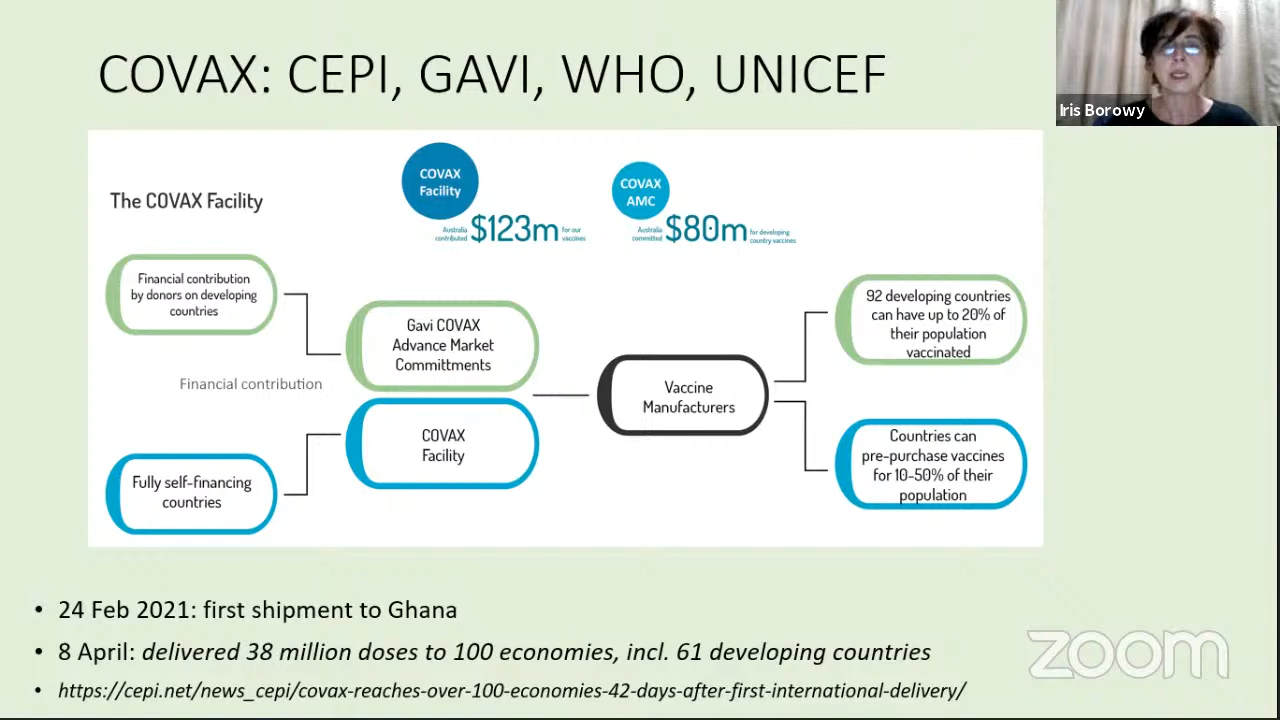 COVAX: CEPI, GAVI, WHO, UNICEF
Iris Borowy
The COVAX Facility
COVAX
Facility
Australia
contributed
$123m
for our
vaccines
COVAX
AMC
Australia
committed
$80m
for developing
country vaccines
Financial contribution
by donors on developing
countries
Gavi COVAX
Advance Market
Committments
Financial contribution
COVAX
Facility
Fully self-financing
countries
Vaccine
Manufacturers
92 developing countries
can have up to 20% of
their population
vaccinated
Countries can
pre-purchase vaccines
for 10-50% of their
population
• 24 Feb 2021: first shipment to Ghana
• 8 April: delivered 38 million doses to 100 economies, incl. 61 developing countries
• https://cepi.net/news_cepi/covax-reaches-over-100-economies-42-days-after-first-international-delivery/
zoom